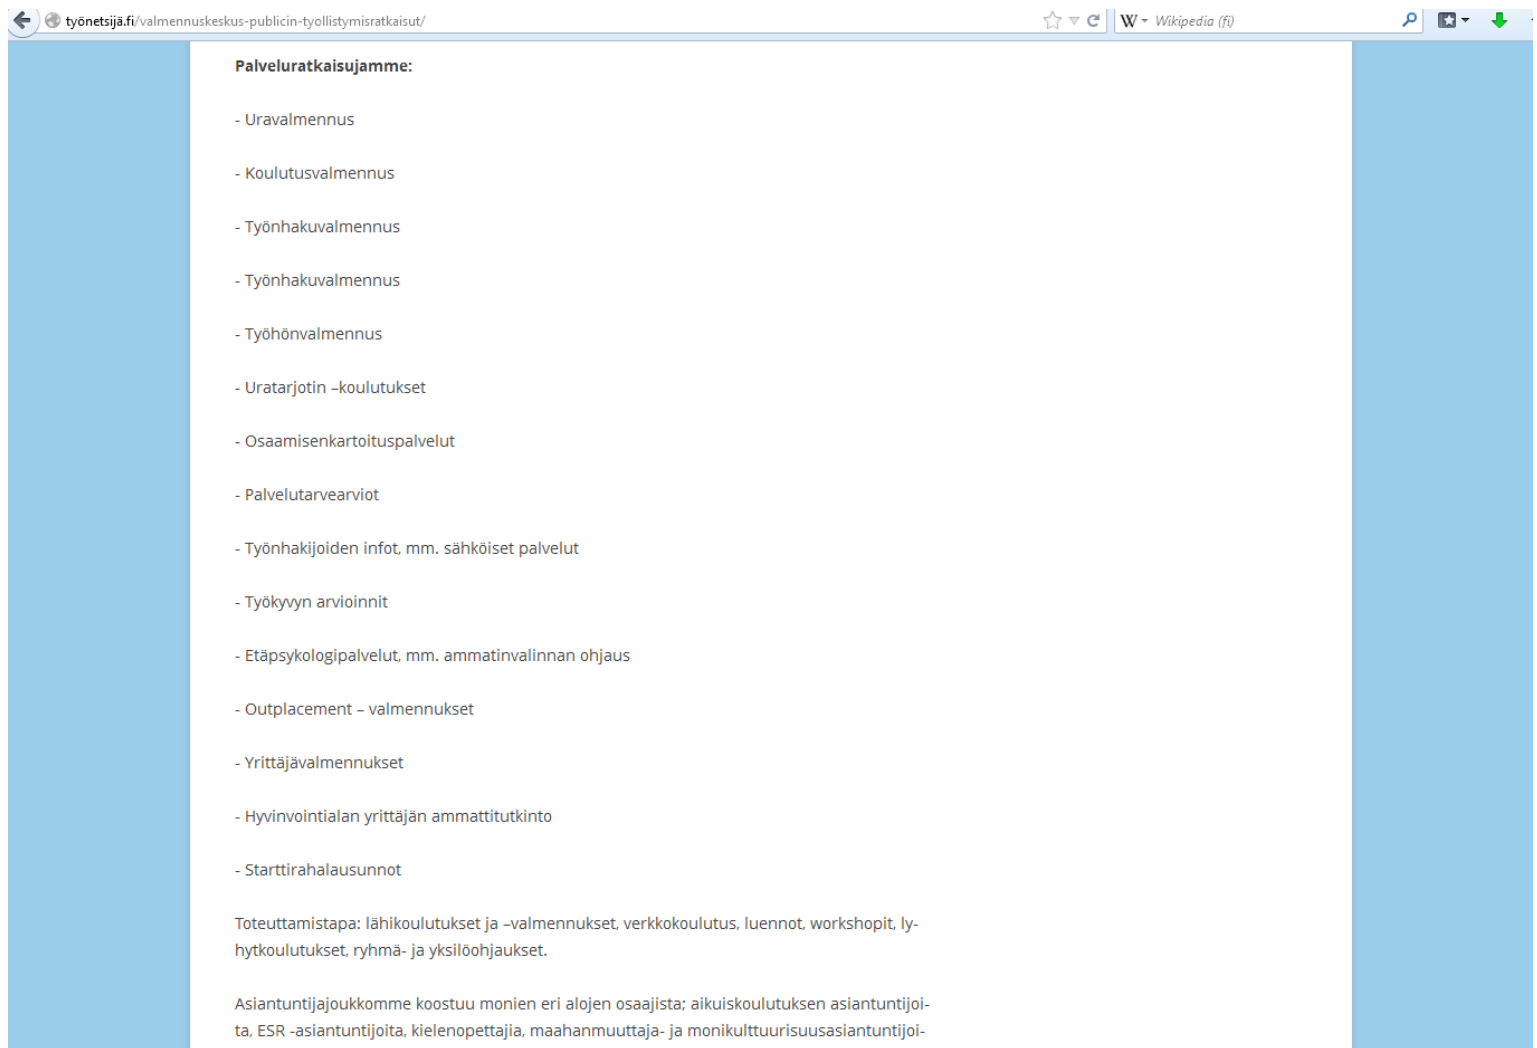 työnetsijä.fi/valmennuskeskus-publicin-tyollistymisratkaisut/
W Wikipedia (fi)
Palveluratkaisujamme:
- Uravalmennus
- Koulutusvalmennus
- Työnhakuvalmennus
- Työnhakuvalmennus
- Työhönvalmennus
- Uratarjotin –koulutukset
- Osaamisenkartoituspalvelut
- Palvelutarvearviot
- Työnhakijoiden infot, mm. sähköiset palvelut
- Työkyvyn arvioinnit
- Etäpsykologipalvelut, mm. ammatinvalinnan ohjaus
- Outplacement – valmennukset
- Yrittäjävalmennukset
- Hyvinvointialan yrittäjän ammattitutkinto
- Starttirahalausunnot
Toteuttamistapa: lähikoulutukset ja –valmennukset, verkkokoulutus, luennot, workshopit, ly-
hytkoulutukset, ryhmä- ja yksilöohjaukset.
Asiantuntijajoukkomme koostuu monien eri alojen osaajista; aikuiskoulutuksen asiantuntijoi-
ta, ESR -asiantuntijoita, kielenopettajia, maahanmuuttaja- ja monikulttuurisuusasiantuntijoi-